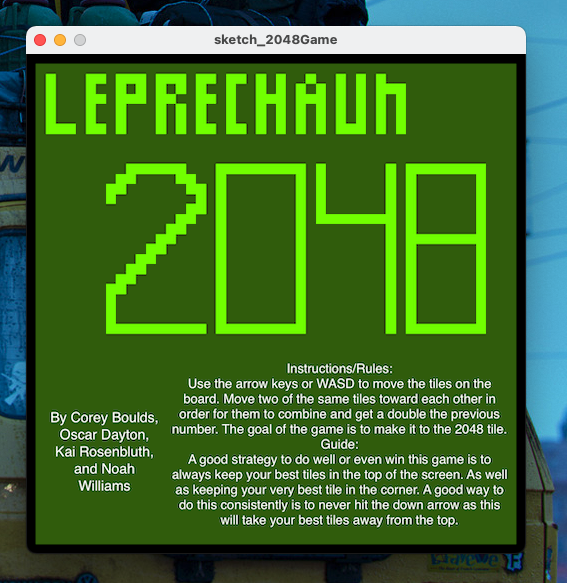 sketch_2048Game
LEPRECHAUN
2048
Instructions/Rules:
Use the arrow keys or WASD to move the tiles on the
board. Move two of the same tiles toward each other in
order for them to combine and get a double the previous
number. The goal of the game is to make it to the 2048 tile.
Guide:
A good strategy to do well or even win this game is to
always keep your best tiles in the top of the screen. As well
as keeping your very best tile in the corner. A good way to
do this consistently is to never hit the down arrow as this
will take your best tiles away from the top.
By Corey Boulds,
Oscar Dayton,
Kai Rosenbluth,
and Noah
Williams